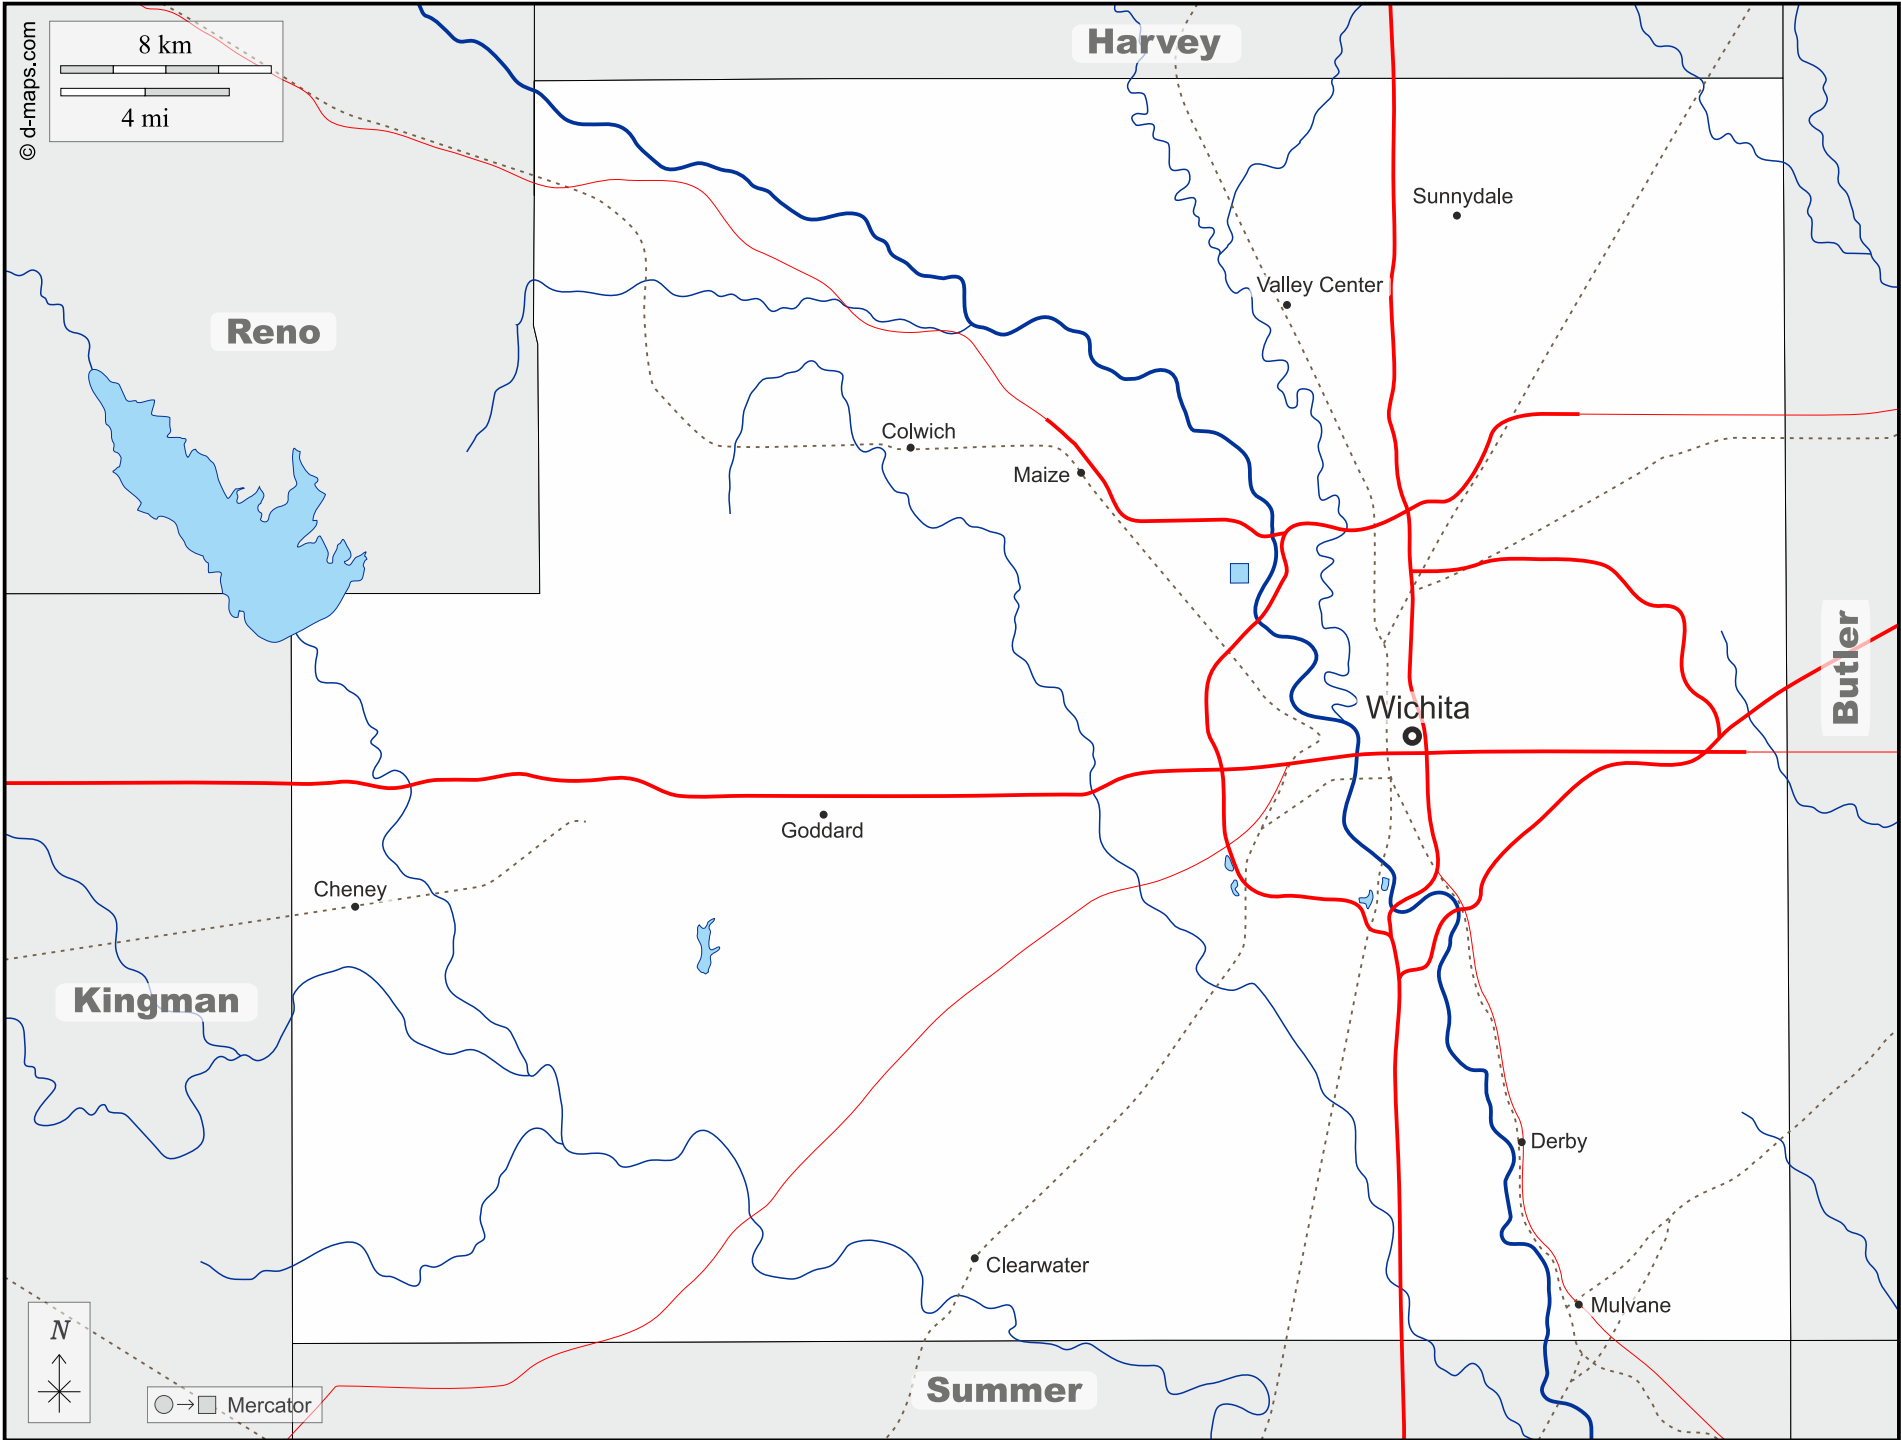 © d-maps.com
8 km
4 mi
Harvey
Sunnydale
Valley Center
Reno
Colwich
Maize
Butler
Wichita
Goddard
Cheney
Kingman
Derby
Clearwater
Mulvane
N
Summer
Mercator